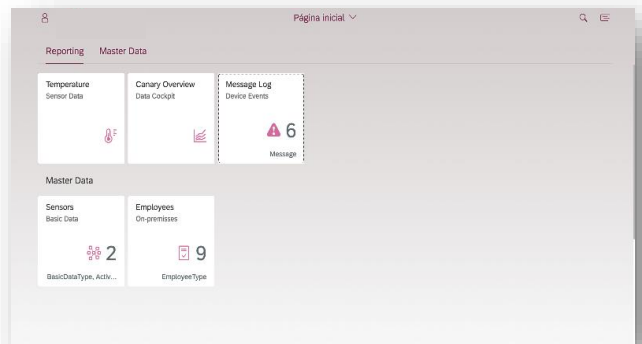 Página inicial
Reporting Master Data
Temperature
Sensor Data
F
Canary Overview
Data Cockpit
Message Log
Device Events
6
Message
Master Data
Sensors
Basic Data
2
BasicDataType, Activ...
Employees
On-premisses
9
EmployeeType